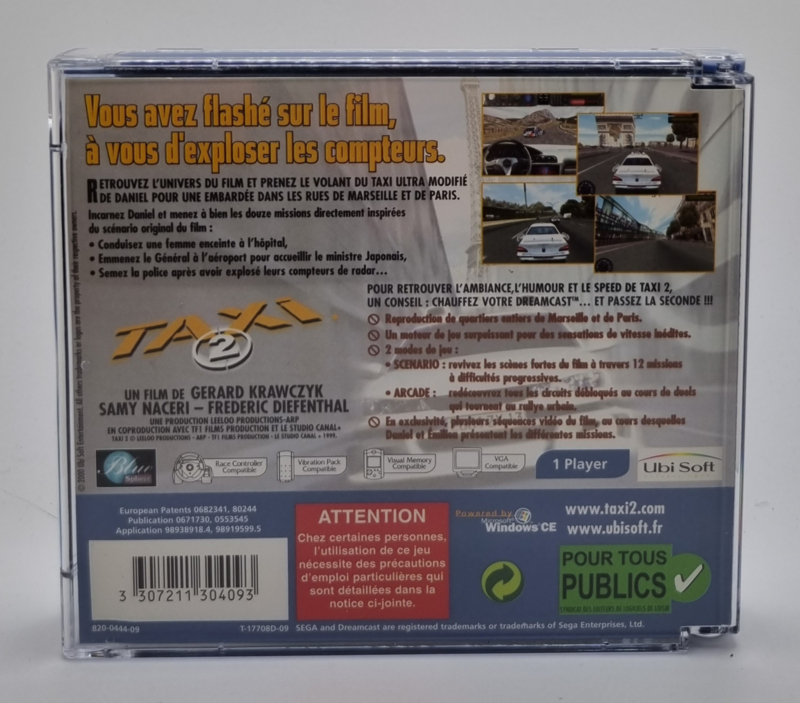 Vous avez flashé sur le film,
à vous d'exploser les compteurs.
RETROUVEZ L'UNIVERS DU FILM ET PRENEZ LE VOLANT DU TAXI ULTRA MODIFIÉ
DE DANIEL POUR UNE EMBARDÉE DANS LES RUES DE MARSEILLE ET DE PARIS.
Incarnez Daniel et menez à bien les douze missions directement inspirées
du scénario original du film :
• Conduisez une femme enceinte à l'hôpital,
• Emmenez le Général à l'aéroport pour accueillir le ministre Japonais,
• Semez la police après avoir explosé leurs compteurs de radar...
POUR RETROUVER L'AMBIANCE,L'HUMOUR ET LE SPEED DE TAXI 2,
UN CONSEIL : CHAUFFEZ VOTRE DREAMCAST™... ET PASSEZ LA SECONDE !!!
Reproduction de quartiers entiers de Marseille et de Paris.
Un moteur de jeu surpuissant pour des sensations de vitesse inédites.
2 modes de jeu :
• SCENARIO : revivez les scènes fortes du film à travers 12 missions
à difficultés progressives.
• ARCADE : redécouvrez tous les circuits débloqués au cours de duels
qui tournent au rallye urbain.
En exclusivité, plusieurs séquences vidéo du film, au cours desquelles
Daniel et Emilien présentent les différentes missions.
TAXI
2
UN FILM DE GERARD KRAWCZYK
SAMY NACERI – FREDERIC DIEFENTHAL
UNE PRODUCTION LEELOO PRODUCTIONS-ARP
EN COPRODUCTION AVEC TF1 FILMS PRODUCTION ET LE STUDIO CANAL+
TAXI 2 © LEELOO PRODUCTIONS - ARP - TF1 FILMS PRODUCTION - LE STUDIO CANAL+ 1999.
Blue
Sphere
Race Controller
Compatible
Vibration Pack
Compatible
Visual Memory
Compatible
VGA
Compatible
1 Player
Ubi Soft
European Patents 0682341, 80244
Publication 0671730, 0553545
Application 98938918.4, 98919599.5
ATTENTION
Chez certaines personnes,
l'utilisation de ce jeu
nécessite des précautions
d'emploi particulières qui
sont détaillées dans la
notice ci-jointe.
Powered by
Microsoft
Windows CE
www.taxi2.com
www.ubisoft.fr
POUR TOUS
PUBLICS
SYNDICAT DES EDITEURS DE LOGICIELS DE LOISIR
3 307211 304093
820-0444-09
T-17708D-09
SEGA and Dreamcast are registered trademarks or trademarks of Sega Enterprises, Ltd.